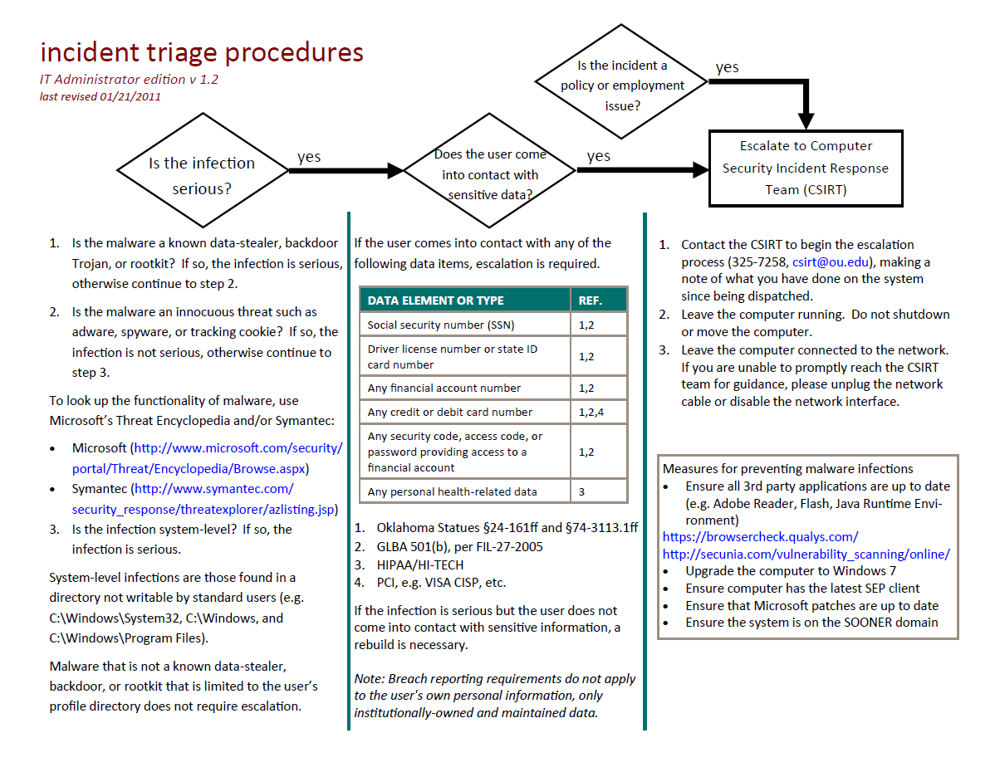 incident triage procedures
IT Administrator edition v 1.2
last revised 01/21/2011
Is the incident a
policy or employment
issue?
yes
Is the infection
serious?
yes
Does the user come
into contact with
sensitive data?
yes
Escalate to Computer
Security Incident Response
Team (CSIRT)
1. Is the malware a known data-stealer, backdoor
Trojan, or rootkit? If so, the infection is serious,
otherwise continue to step 2.
2. Is the malware an innocuous threat such as
adware, spyware, or tracking cookie? If so, the
infection is not serious, otherwise continue to
step 3.
To look up the functionality of malware, use
Microsoft's Threat Encyclopedia and/or Symantec:
• Microsoft (http://www.microsoft.com/security/
portal/Threat/Encyclopedia/Browse.aspx)
• Symantec (http://www.symantec.com/
security_response/threatexplorer/azlisting.jsp)
3. Is the infection system-level? If so, the
infection is serious.
System-level infections are those found in a
directory not writable by standard users (e.g.
C:\Windows\System32, C:\Windows, and
C:\Windows\Program Files).
Malware that is not a known data-stealer,
backdoor, or rootkit that is limited to the user's
profile directory does not require escalation.
If the user comes into contact with any of the
following data items, escalation is required.
DATA ELEMENT OR TYPE REF.
Social security number (SSN) 1,2
Driver license number or state ID
card number 1,2
Any financial account number 1,2
Any credit or debit card number 1,2,4
Any security code, access code, or
password providing access to a 1,2
financial account
Any personal health-related data 3
1. Oklahoma Statues §24-161ff and §74-3113.1ff
2. GLBA 501(b), per FIL-27-2005
3. HIPAA/HI-TECH
4. PCI, e.g. VISA CISP, etc.
If the infection is serious but the user does not
come into contact with sensitive information, a
rebuild is necessary.
Note: Breach reporting requirements do not apply
to the user's own personal information, only
institutionally-owned and maintained data.
1. Contact the CSIRT to begin the escalation
process (325-7258, csirt@ou.edu), making a
note of what you have done on the system
since being dispatched.
2. Leave the computer running. Do not shutdown
or move the computer.
3. Leave the computer connected to the network.
If you are unable to promptly reach the CSIRT
team for guidance, please unplug the network
cable or disable the network interface.
Measures for preventing malware infections
• Ensure all 3rd party applications are up to date
(e.g. Adobe Reader, Flash, Java Runtime Envi-
ronment)
https://browsercheck.qualys.com/
http://secunia.com/vulnerability_scanning/online/
• Upgrade the computer to Windows 7
• Ensure computer has the latest SEP client
• Ensure that Microsoft patches are up to date
• Ensure the system is on the SOONER domain